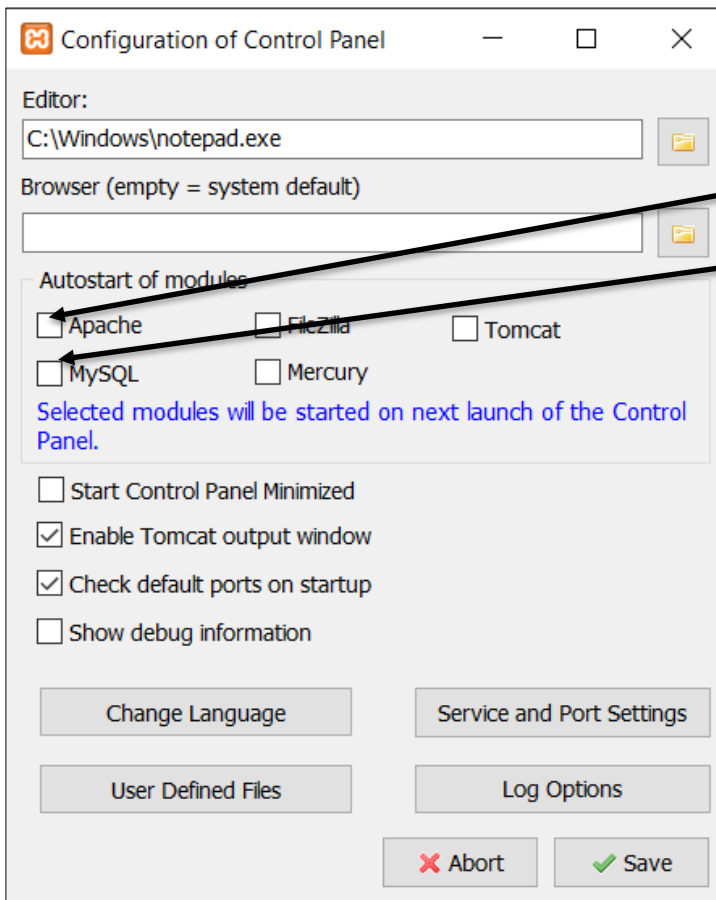 Configuration of Control Panel
Editor:
C:\Windows\notepad.exe
Browser (empty = system default)
Autostart of modules
Apache FileZilla Tomcat
MySQL Mercury
Selected modules will be started on next launch of the Control
Panel.
Start Control Panel Minimized
Enable Tomcat output window
Check default ports on startup
Show debug information
Change Language Service and Port Settings
User Defined Files Log Options
Abort Save